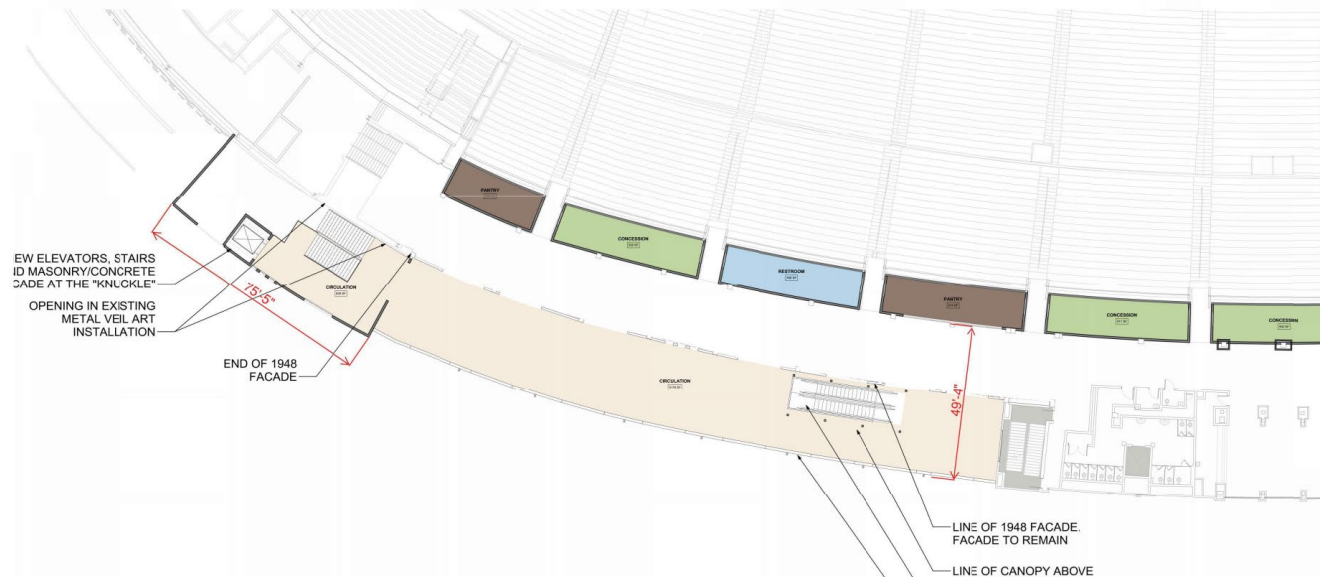 PANTRY
CONCESSION
RESTROOM
PANTRY
CONCESSION
CONCESSION
EW ELEVATORS, STAIRS
ID MASONRY/CONCRETE
CADE AT THE "KNUCKLE"
OPENING IN EXISTING
METAL VEIL ART
INSTALLATION
75'-5"
CIRCULATION
END OF 1948
FACADE
CIRCULATION
49'-4"
LINE OF 1948 FACADE.
FACADE TO REMAIN
LINE OF CANOPY ABOVE